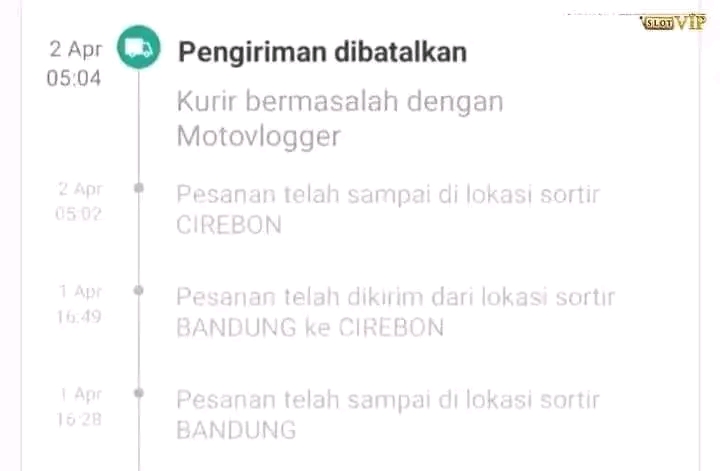 SLOT VIP
2 Apr
05:04
Pengiriman dibatalkan
Kurir bermasalah dengan
Motovlogger
2 Apr
05:02
Pesanan telah sampai di lokasi sortir
CIREBON
1 Apr
16:49
Pesanan telah dikirim dari lokasi sortir
BANDUNG ke CIREBON
1 Apr
16:28
Pesanan telah sampai di lokasi sortir
BANDUNG